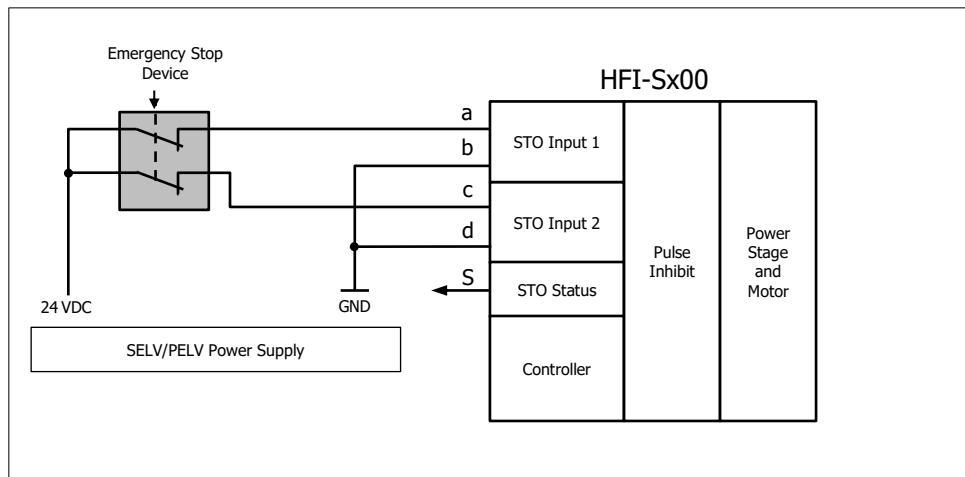 Emergency Stop
Device
HFI-Sx00
a
STO Input 1
b
c
STO Input 2
d
S
STO Status
Pulse
Inhibit
Power
Stage
and
Motor
24 VDC
GND
SELV/PELV Power Supply
Controller